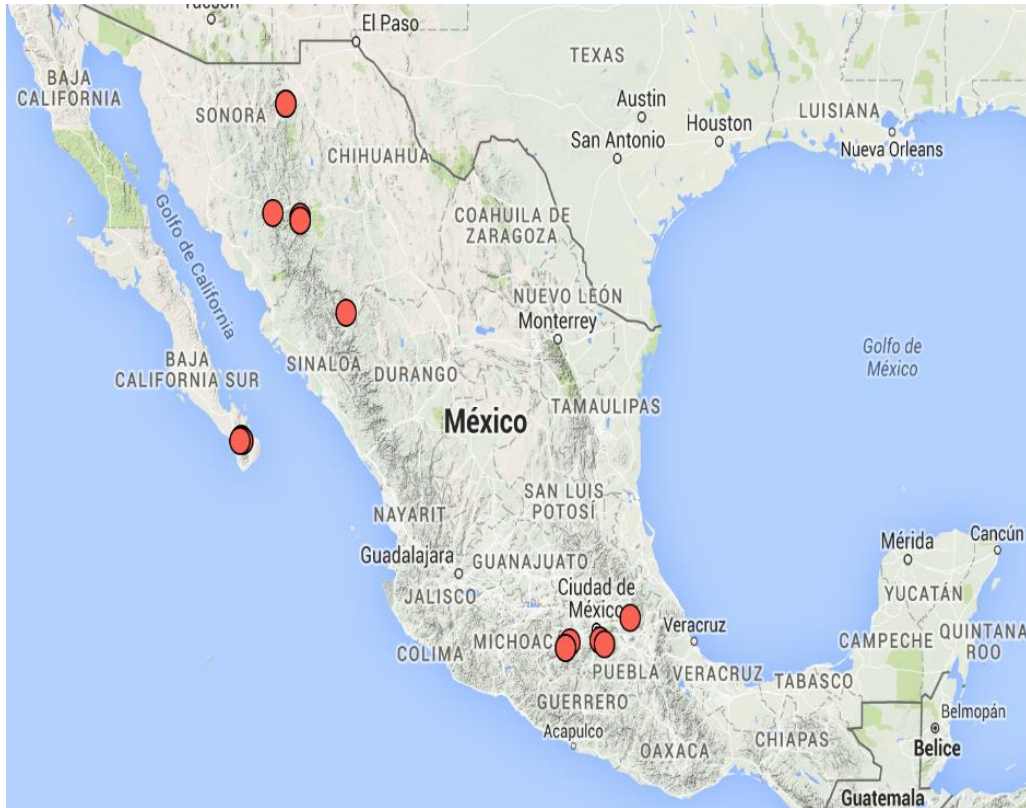 Tucson
El Paso
BAJA
CALIFORNIA
SONORA
TEXAS
Austin
San Antonio
Houston
LUISIANA
Nueva Orleans
CHIHUAHUA
COAHUILA DE
ZARAGOZA
Golfo de California
NUEVO LEÓN
Monterrey
BAJA
CALIFORNIA SUR
SINALOA
DURANGO
Golfo de
México
TAMAULIPAS
México
SAN LUIS
POTOSÍ
NAYARIT
Guadalajara
GUANAJUATO
JALISCO
Ciudad de
México
Mérida
Cancún
YUCATÁN
COLIMA
MICHOAC
Veracruz
PUEBLA
VERACRUZ
CAMPECHE
QUINTANA
ROO
TABASCO
GUERRERO
Acapulco
OAXACA
CHIAPAS
Belmopán
Belice
Guatemala